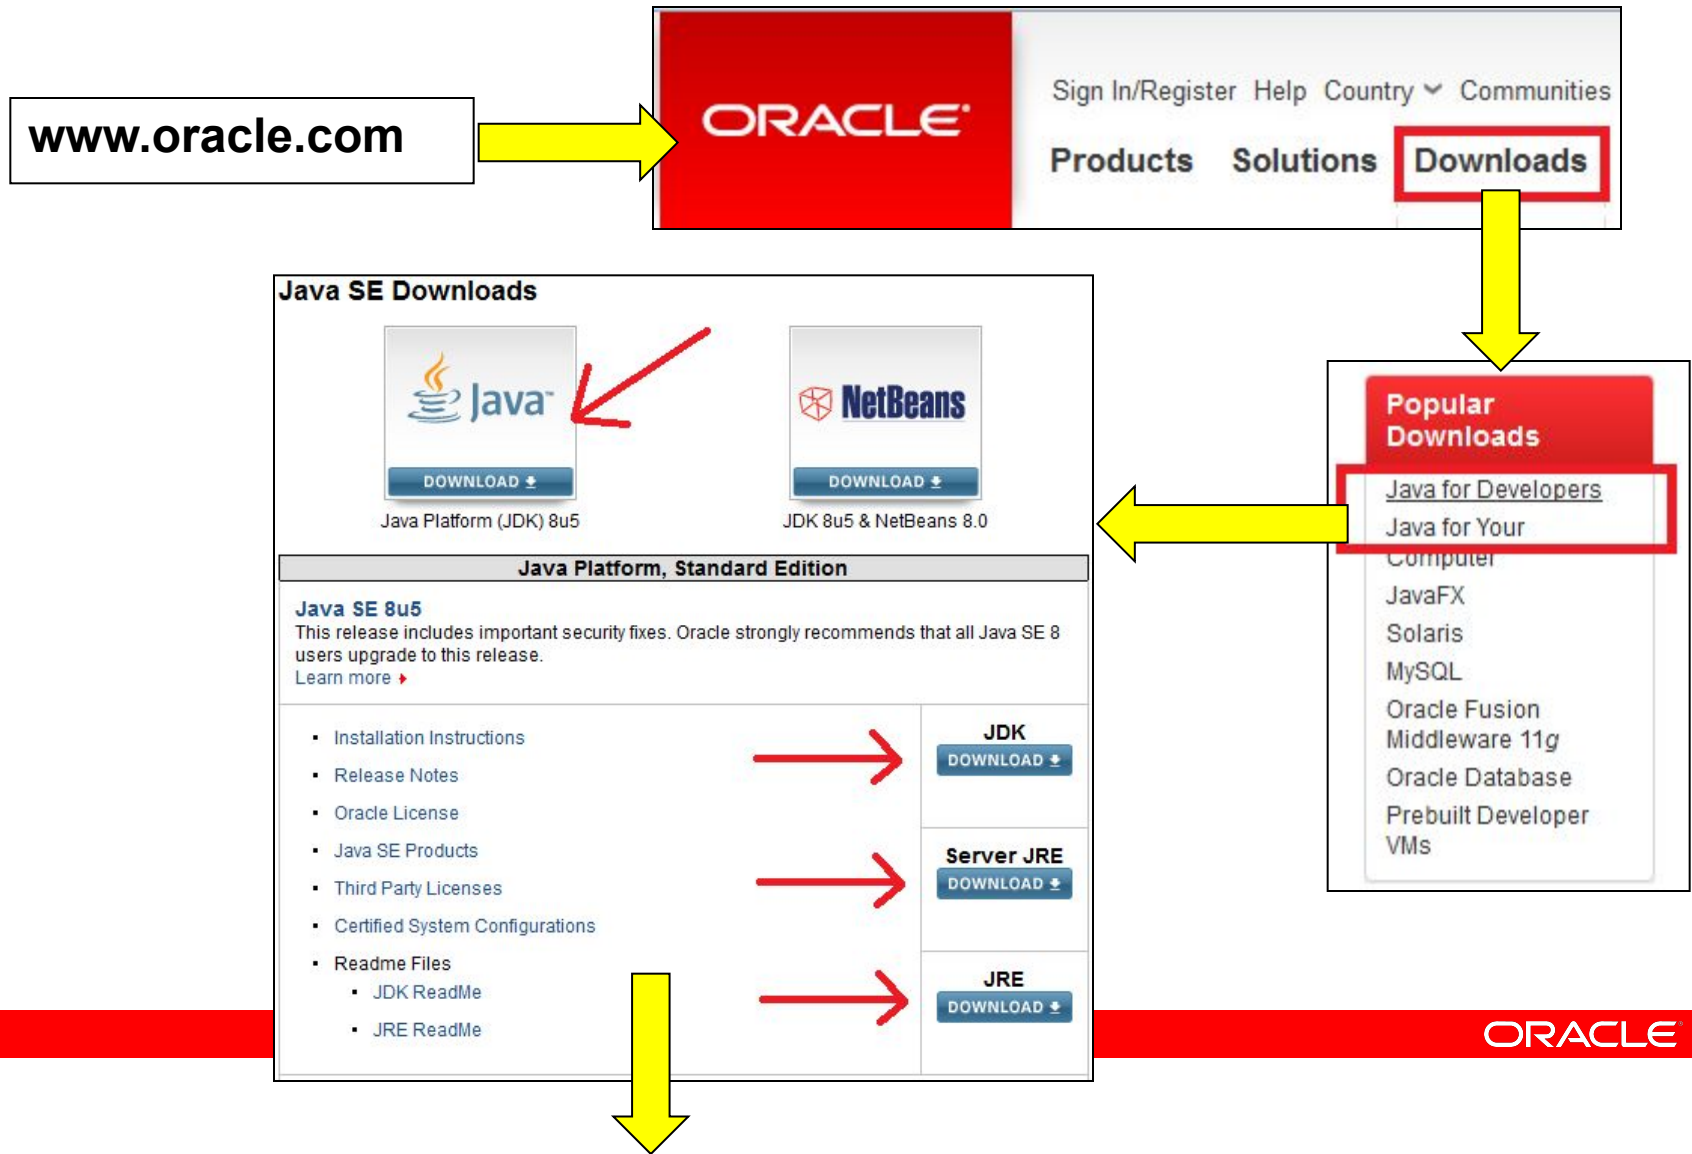 www.oracle.com
ORACLE
Sign In/Register Help Country Communities
Products Solutions Downloads
Popular
Downloads
Java for Developers
Java for Your
Computer
JavaFX
Solaris
MySQL
Oracle Fusion
Middleware 11g
Oracle Database
Prebuilt Developer
VMs
Java SE Downloads
Java™
DOWNLOAD
Java Platform (JDK) 8u5
NetBeans
DOWNLOAD
JDK 8u5 & NetBeans 8.0
Java Platform, Standard Edition
Java SE 8u5
This release includes important security fixes. Oracle strongly recommends that all Java SE 8
users upgrade to this release.
Learn more
Installation Instructions
Release Notes
Oracle License
Java SE Products
Third Party Licenses
Certified System Configurations
Readme Files
JDK ReadMe
JRE ReadMe
JDK
DOWNLOAD
Server JRE
DOWNLOAD
JRE
DOWNLOAD
ORACLE